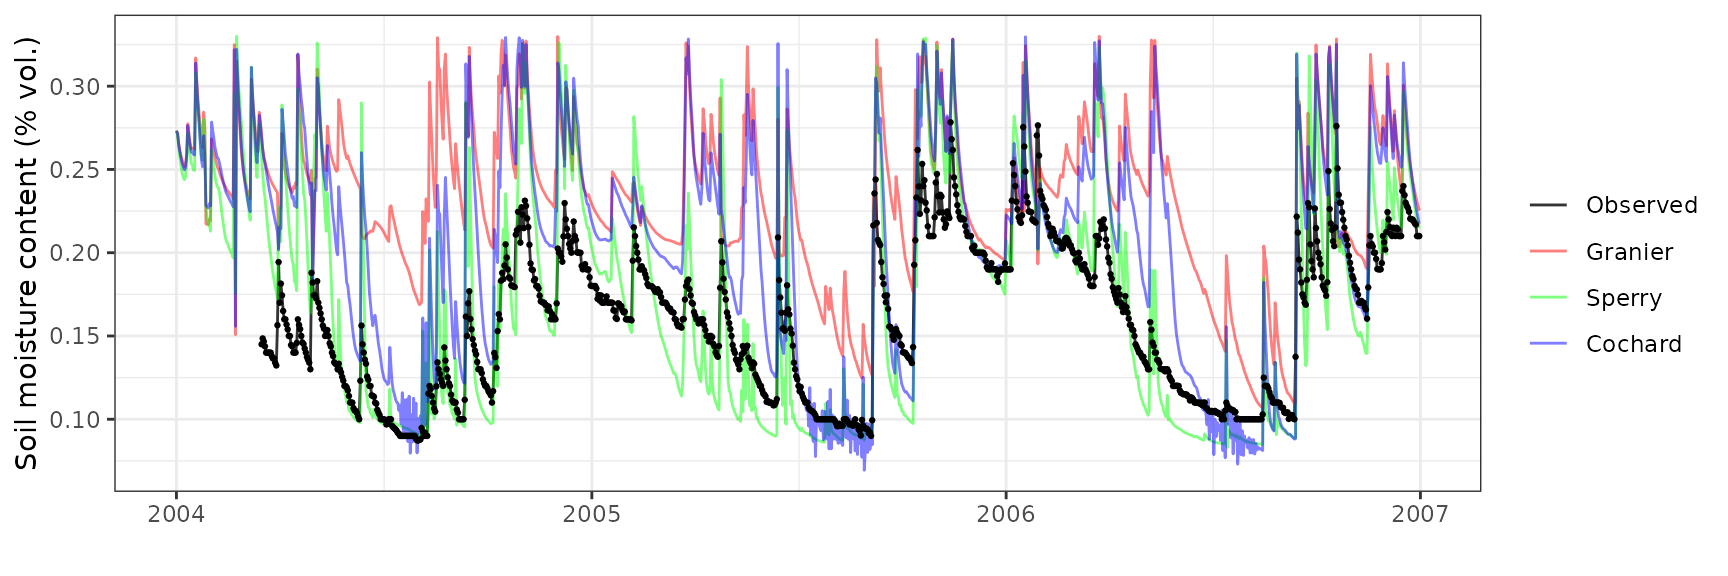 Soil moisture content (% vol.)
0.30
0.25
0.20
0.15
0.10
2004
2005
2006
2007
Observed
Granier
Sperry
Cochard